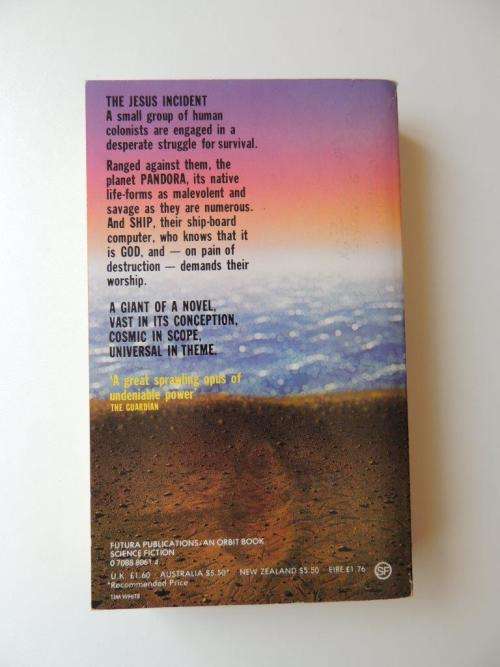 THE JESUS INCIDENT
A small group of human
colonists are engaged in a
desperate struggle for survival.
Ranged against them, the
planet PANDORA, its native
life-forms as malevolent and
savage as they are numerous.
And SHIP, their ship-board
computer, who knows that it
is GOD, and — on pain of
destruction — demands their
worship.
A GIANT OF A NOVEL,
VAST IN ITS CONCEPTION,
COSMIC IN SCOPE,
UNIVERSAL IN THEME.
'A great sprawling opus of
undeniable power'
THE GUARDIAN
FUTURA PUBLICATIONS: AN ORBIT BOOK
SCIENCE FICTION
0 7088 8061 4
U.K. £1.60 AUSTRALIA $5.50* NEW ZEALAND $5.50 EIRE £1.76 SF
*Recommended Price
TIM WHITE